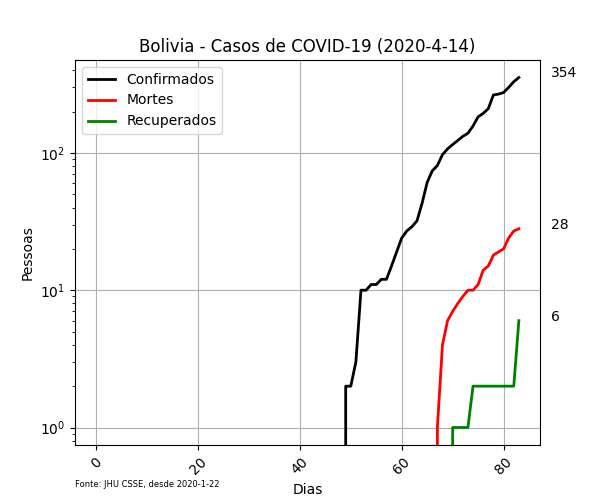 Bolivia - Casos de COVID-19 (2020-4-14)
Confirmados
Mortes
Recuperados
354
28
6
10²
10¹
10⁰
Pessoas
0 20 40 60 80
Dias
Fonte: JHU CSSE, desde 2020-1-22